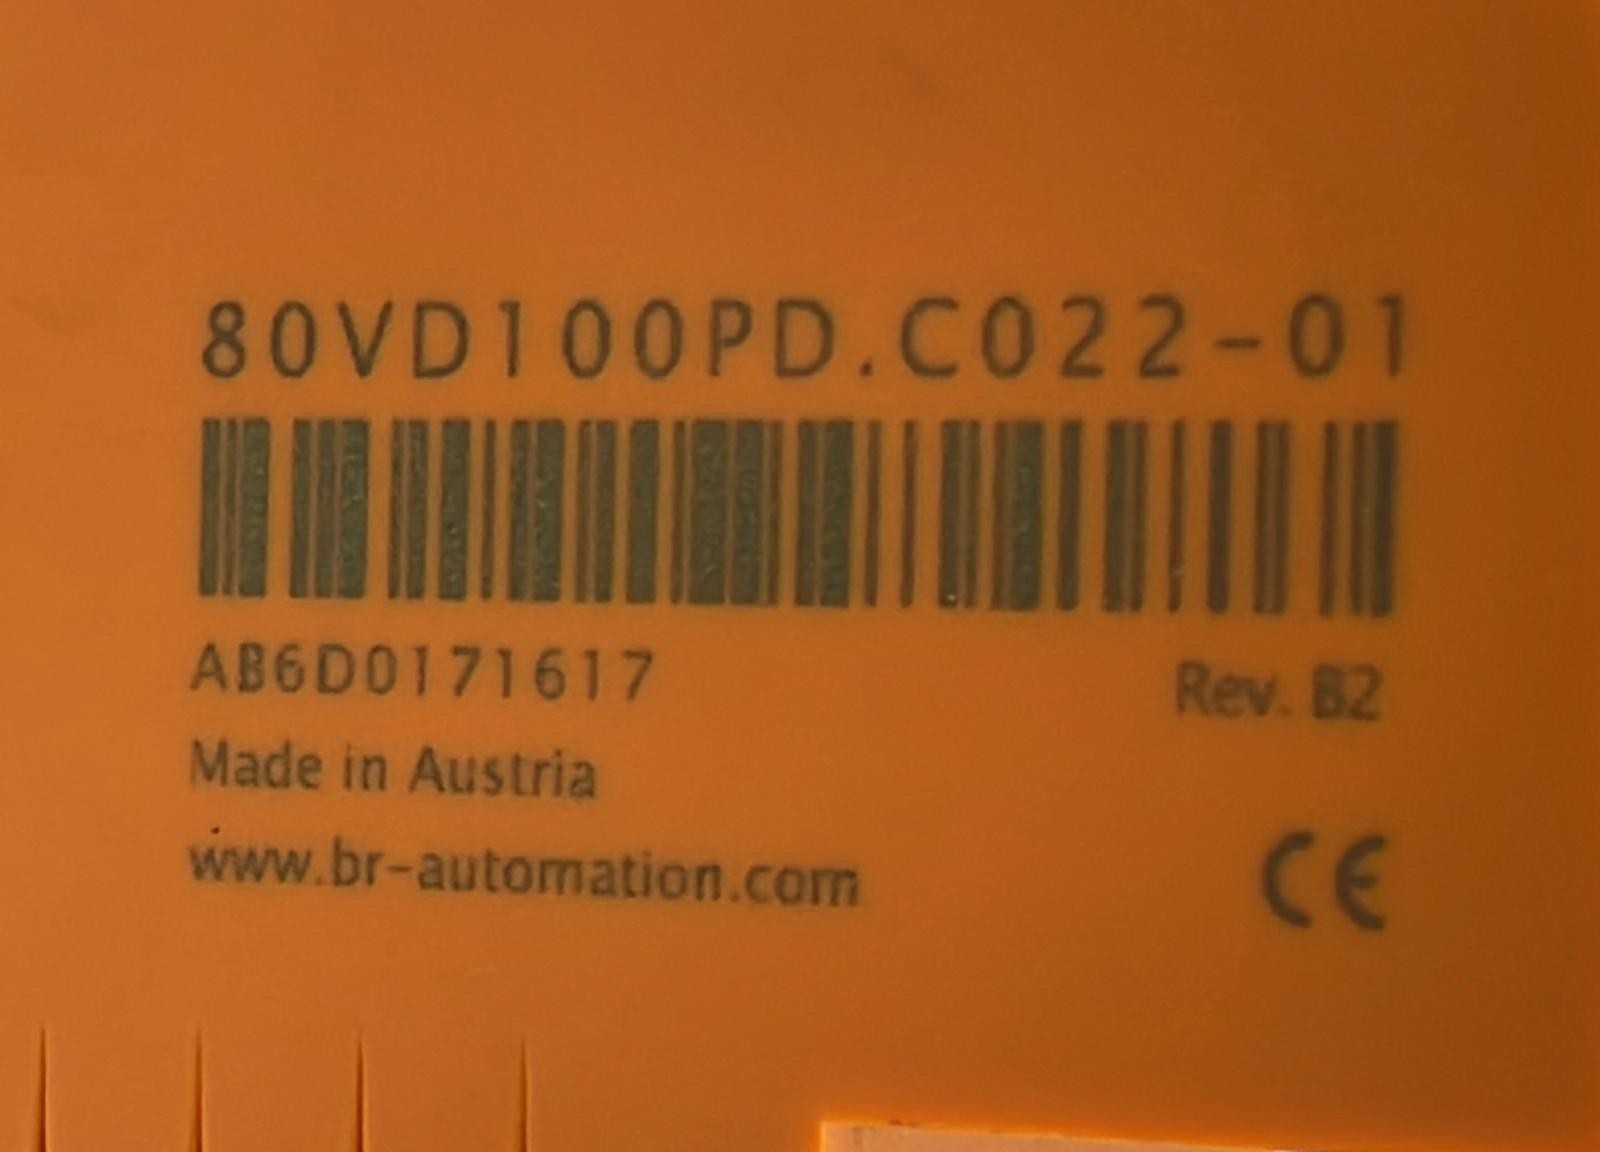 80VD100PD.C022-01
AB6D0171617
Rev. B2
Made in Austria
www.br-automation.com
CE